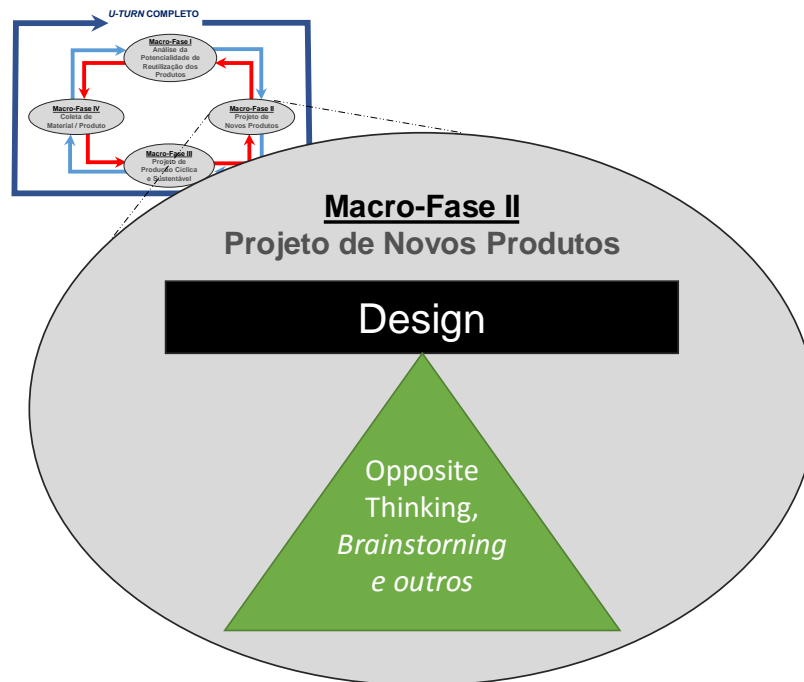 U-TURN COMPLETO
Macro-Fase I
Análise da
Potencialidade de
Reutilização dos
Produtos
Macro-Fase IV
Coleta de
Material / Produto
Macro-Fase II
Projeto de
Novos Produtos
Macro-Fase III
Projeto de
Produção Cíclica
e Sustentável
Macro-Fase II
Projeto de Novos Produtos
Design
Opposite
Thinking,
Brainstorning
e outros